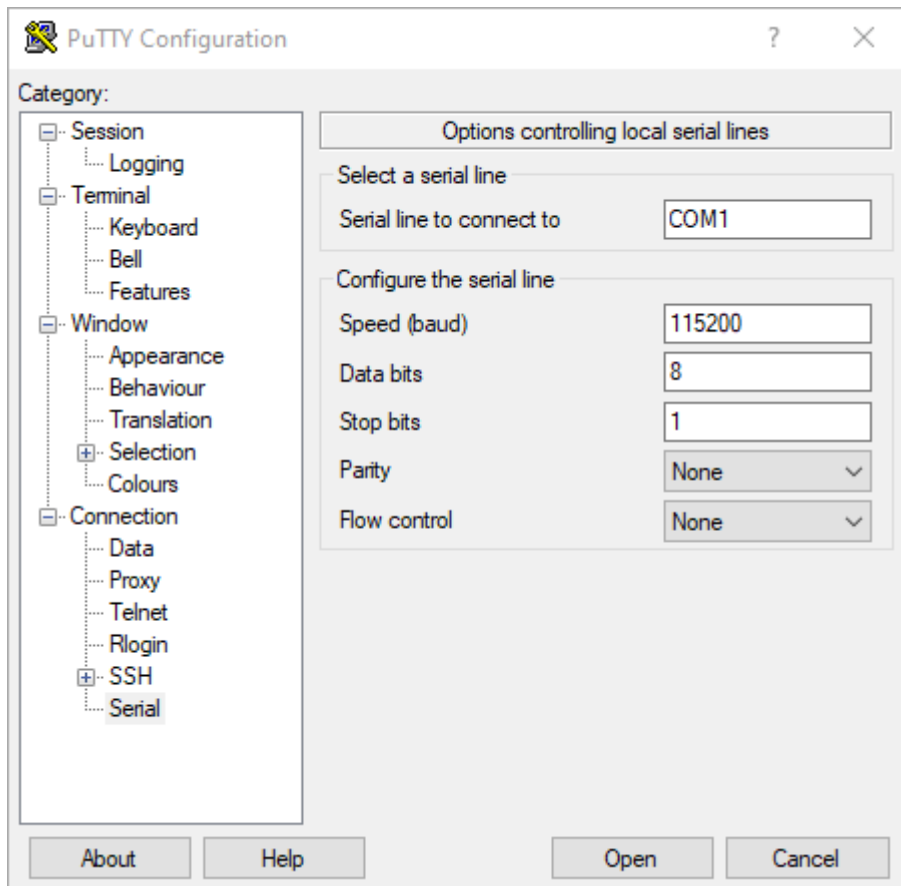 PuTTY Configuration
Category:
Session
Logging
Terminal
Keyboard
Bell
Features
Window
Appearance
Behaviour
Translation
Selection
Colours
Connection
Data
Proxy
Telnet
Rlogin
SSH
Serial
Options controlling local serial lines
Select a serial line
Serial line to connect to COM1
Configure the serial line
Speed (baud) 115200
Data bits 8
Stop bits 1
Parity None
Flow control None
About Help Open Cancel